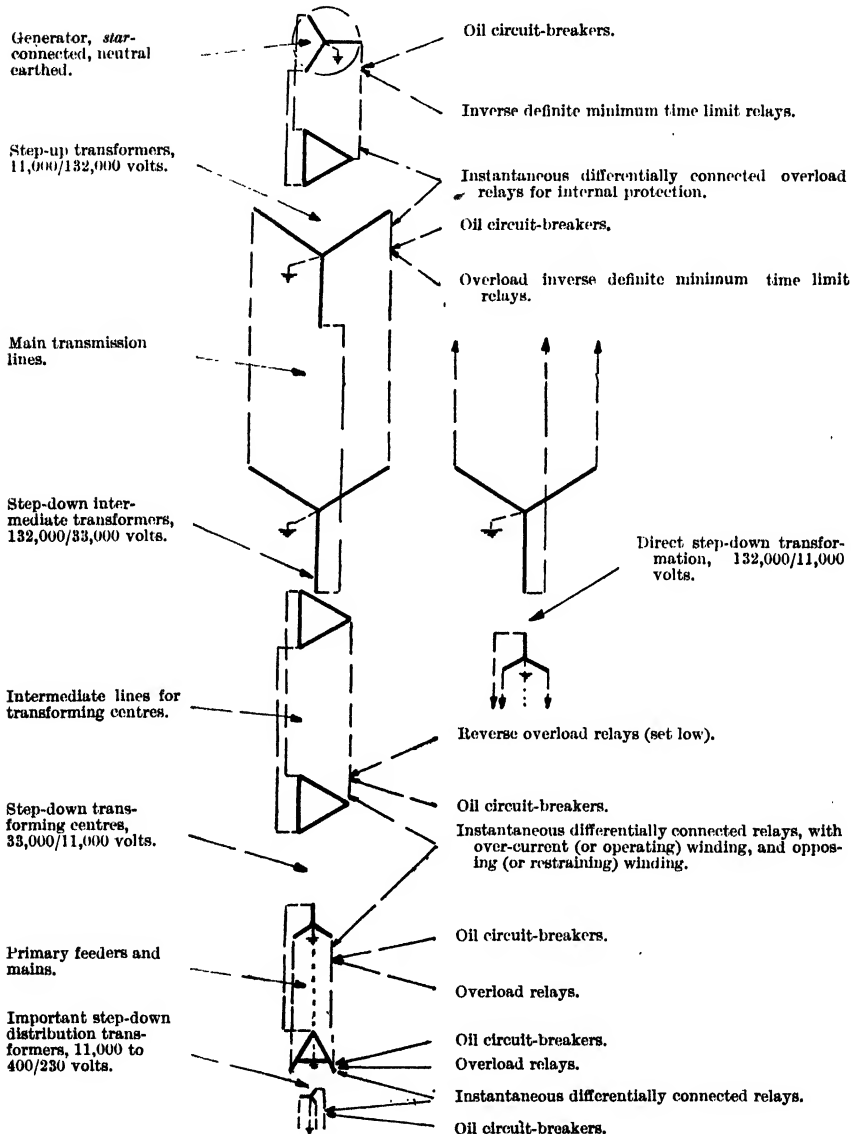 Generator, star-
connected, neutral
earthed.
Oil circuit-breakers.
Inverse definite minimum time limit relays.
Step-up transformers,
11,000/132,000 volts.
Instantaneous differentially connected overload
relays for internal protection.
Oil circuit-breakers.
Overload inverse definite minimum time limit
relays.
Main transmission
lines.
Step-down inter-
mediate transformers,
132,000/33,000 volts.
Direct step-down transfor-
mation, 132,000/11,000
volts.
Intermediate lines for
transforming centres.
Reverse overload relays (set low).
Step-down trans-
forming centres,
33,000/11,000 volts.
Oil circuit-breakers.
Instantaneous differentially connected relays, with
over-current (or operating) winding, and oppos-
ing (or restraining) winding.
Primary feeders and
mains.
Oil circuit-breakers.
Overload relays.
Important step-down
distribution trans-
formers, 11,000 to
400/230 volts.
Oil circuit-breakers.
Overload relays.
Instantaneous differentially connected relays.
Oil circuit-breakers.